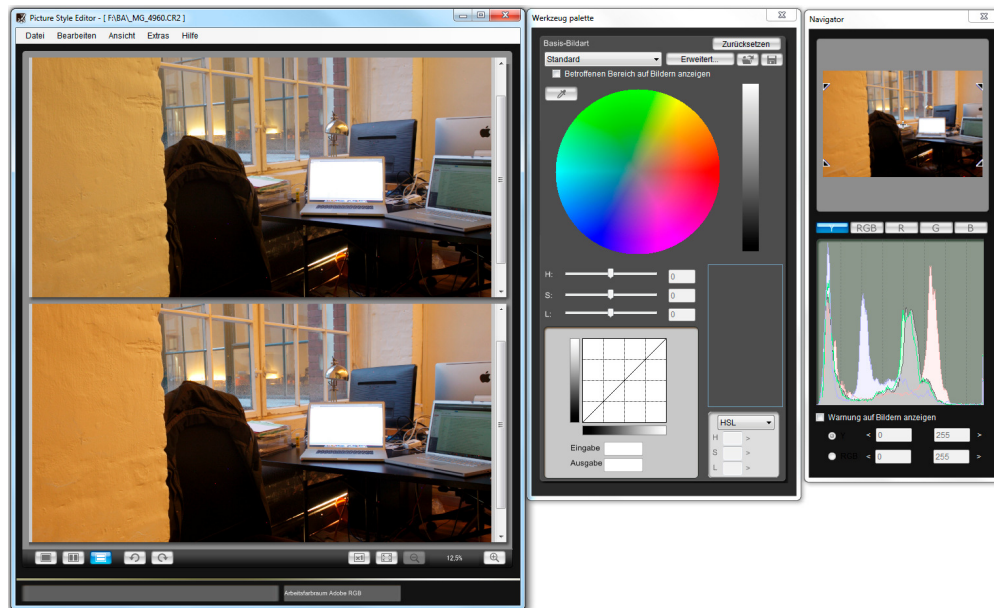 Picture Style Editor - [ F:\BA\_MG_4960.CR2 ]
Datei Bearbeiten Ansicht Extras Hilfe
x1
12,5%
Arbeitsfarbraum Adobe RGB
Werkzeug palette
Basis-Bildart
Zurücksetzen
Standard
Erweitert...
Betroffenen Bereich auf Bildern anzeigen
H: 0
S: 0
L: 0
HSL
H >
S >
L >
Eingabe
Ausgabe
Navigator
Y RGB R G B
Warnung auf Bildern anzeigen
Y < 0 255 >
RGB < 0 255 >